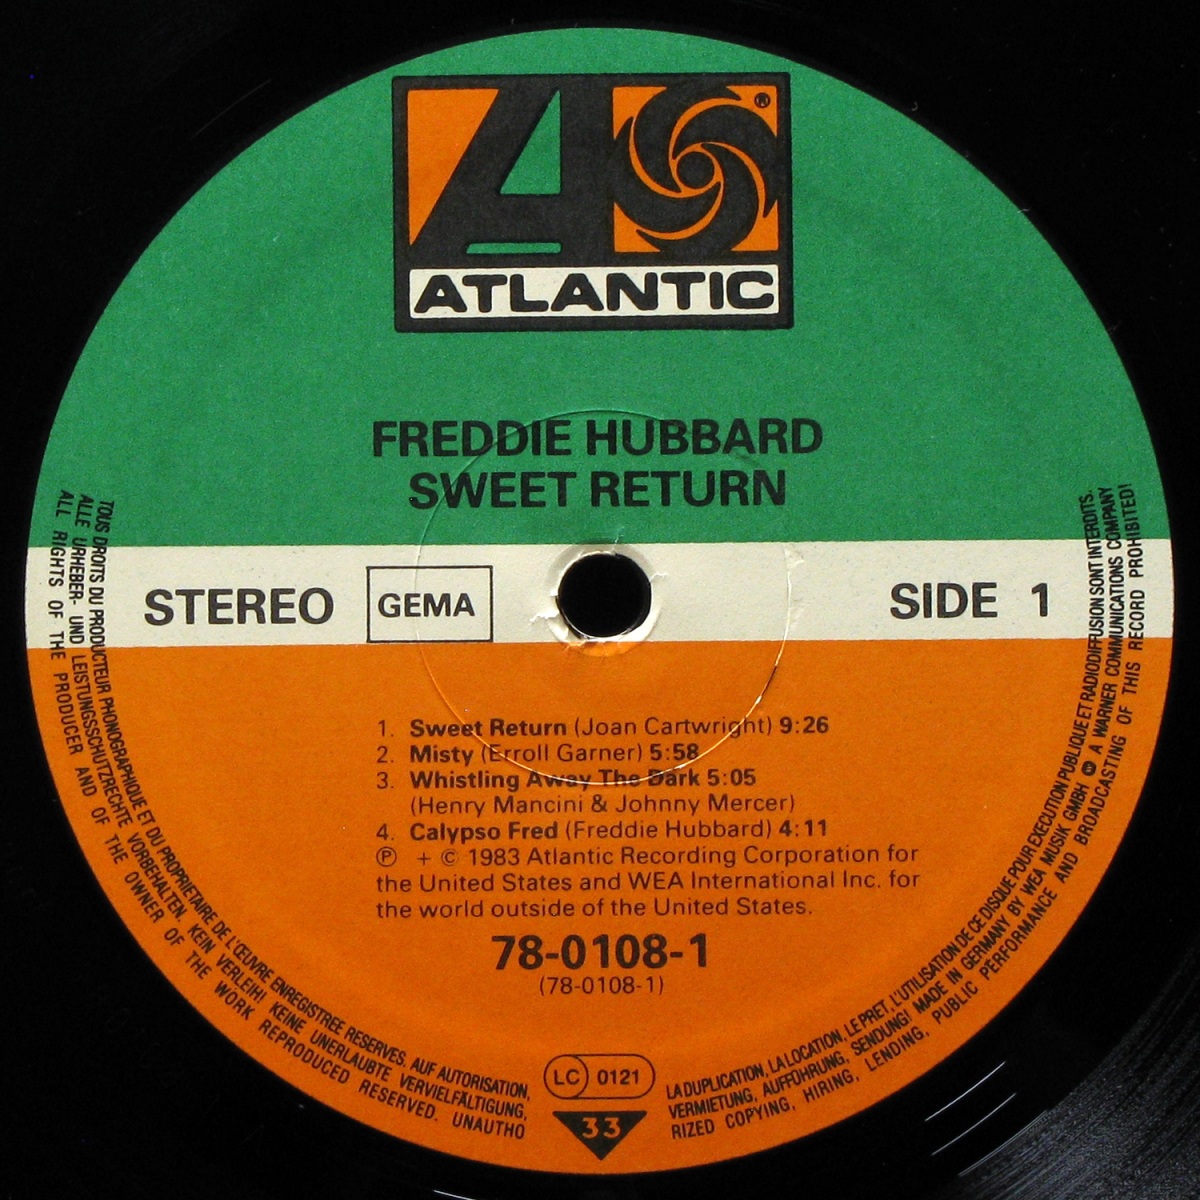 ®
ATLANTIC
FREDDIE HUBBARD
SWEET RETURN
STEREO GEMA SIDE 1
1. Sweet Return (Joan Cartwright) 9:26
2. Misty (Erroll Garner) 5:58
3. Whistling Away The Dark 5:05
(Henry Mancini & Johnny Mercer)
4. Calypso Fred (Freddie Hubbard) 4:11
℗ + © 1983 Atlantic Recording Corporation for
the United States and WEA International Inc. for
the world outside of the United States.
78-0108-1
(78-0108-1)
LC 0121
33
TOUS DROITS DU PRODUCTEUR PHONOGRAPHIQUE ET DU PROPRIETAIRE DE L'ŒUVRE ENREGISTREE RESERVES. AUF AUTORISATION,
LA DUPLICATION, LA LOCATION, LE PRET, L'UTILISATION DE CE DISQUE POUR EXECUTION PUBLIQUE ET RADIODIFFUSION SONT INTERDITS.
ALLE URHEBER- UND LEISTUNGSSCHUTZRECHTE VORBEHALTEN. KEIN VERLEIH! KEINE UNERLAUBTE VERVIELFÄLTIGUNG,
VERMIETUNG, AUFFÜHRUNG, SENDUNG! MADE IN GERMANY BY WEA MUSIK GMBH A WARNER COMMUNICATIONS COMPANY
ALL RIGHTS OF THE PRODUCER AND OF THE OWNER OF THE WORK REPRODUCED RESERVED. UNAUTHO
RIZED COPYING, HIRING, LENDING, PUBLIC PERFORMANCE AND BROADCASTING OF THIS RECORD PROHIBITED!